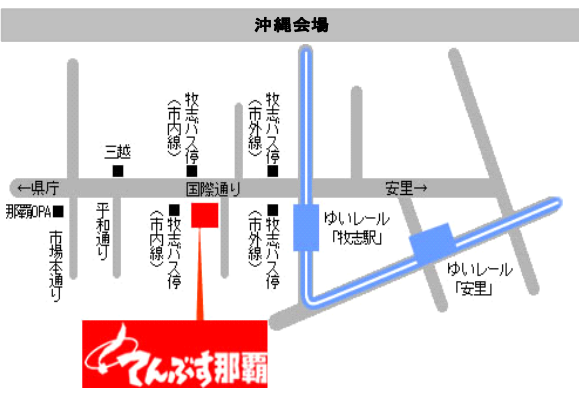 沖縄会場
牧志バス停
（市内線）
牧志バス停
（市外線）
三越
←県庁
国際通り
安里→
那覇OPA
市場本通り
平和通り
牧志バス停
（市内線）
牧志バス停
（市外線）
ゆいレール
「牧志駅」
ゆいレール
「安里」
てんぶす那覇